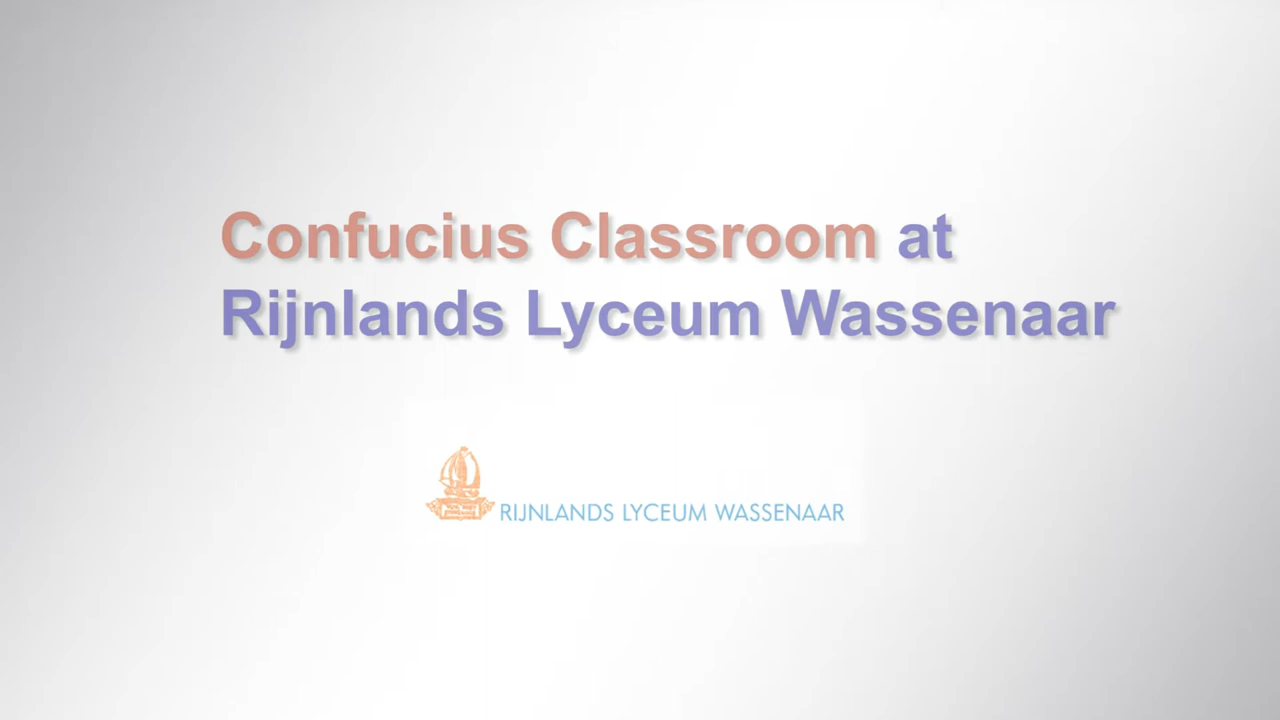 Confucius Classroom at
Rijnlands Lyceum Wassenaar
RIJNLANDS LYCEUM WASSENAAR